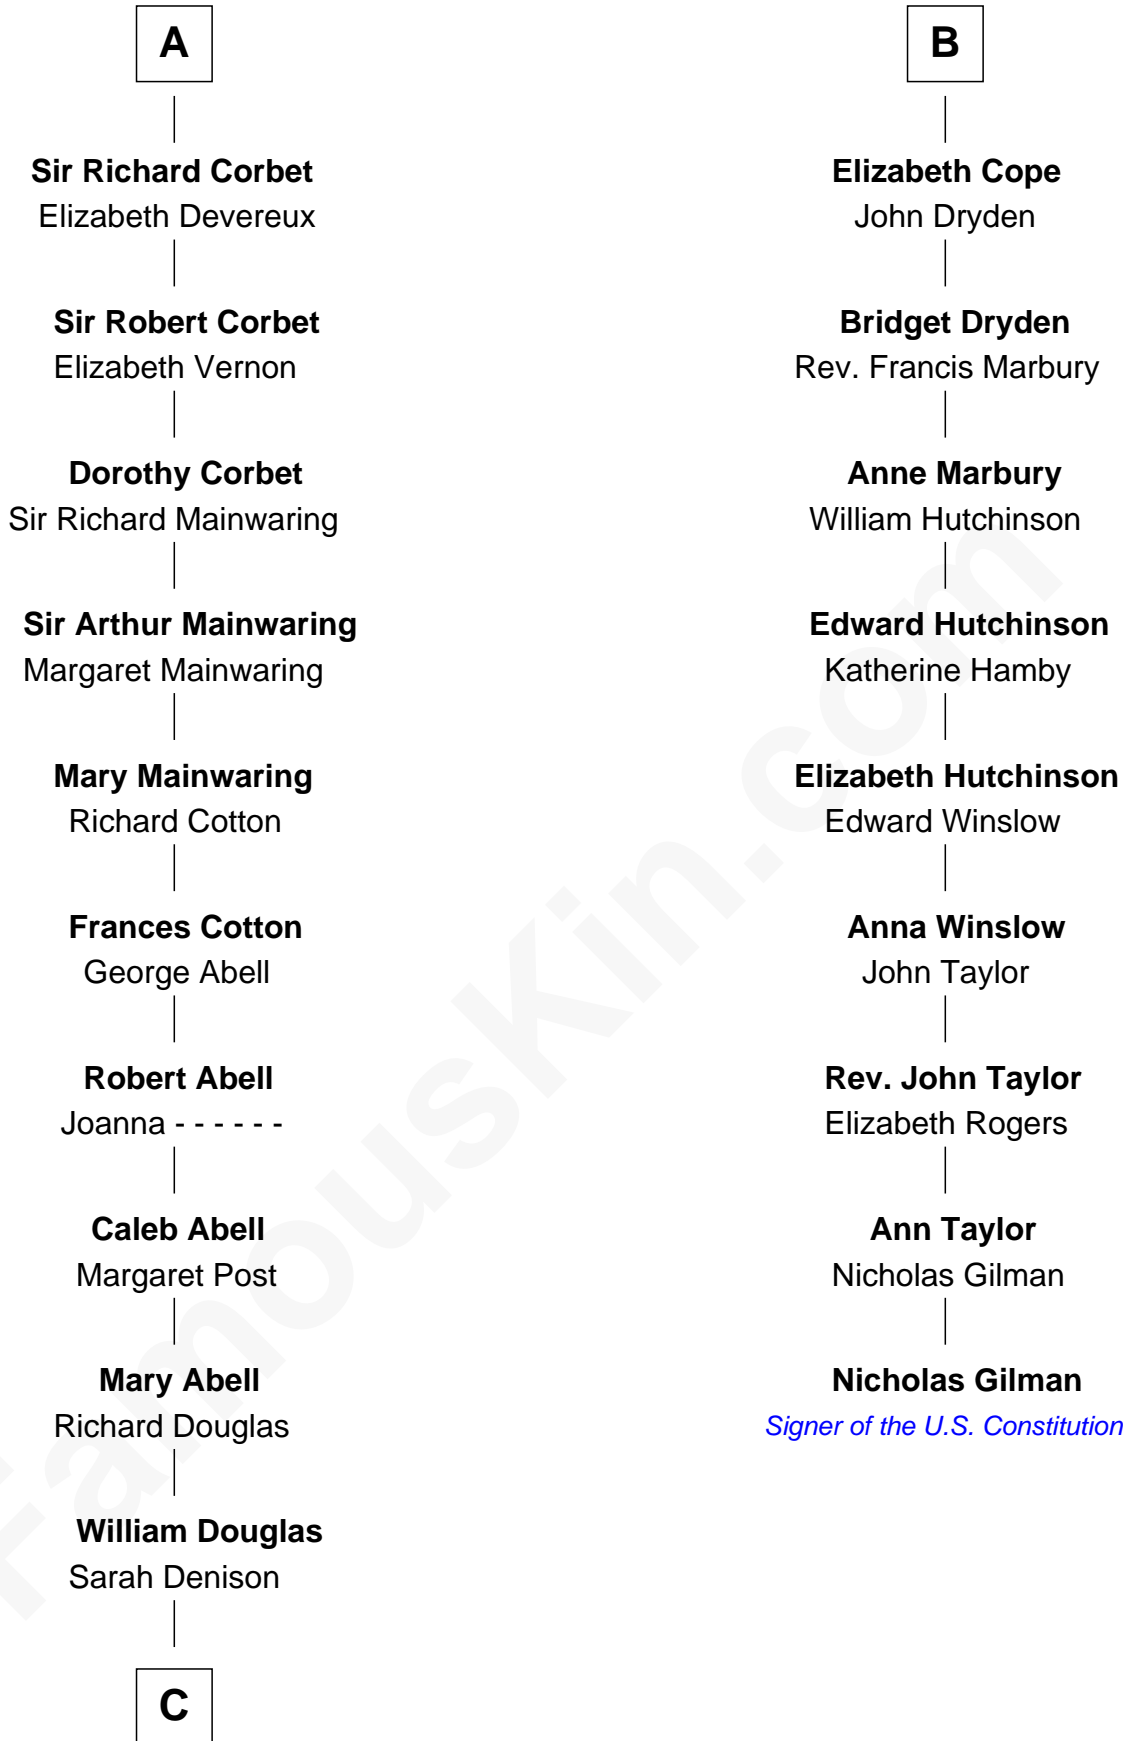 A
Sir Richard Corbet
Elizabeth Devereux
Sir Robert Corbet
Elizabeth Vernon
Dorothy Corbet
Sir Richard Mainwaring
Sir Arthur Mainwaring
Margaret Mainwaring
Mary Mainwaring
Richard Cotton
Frances Cotton
George Abell
Robert Abell
Joanna - - - - - -
Caleb Abell
Margaret Post
Mary Abell
Richard Douglas
William Douglas
Sarah Denison
C
B
Elizabeth Cope
John Dryden
Bridget Dryden
Rev. Francis Marbury
Anne Marbury
William Hutchinson
Edward Hutchinson
Katherine Hamby
Elizabeth Hutchinson
Edward Winslow
Anna Winslow
John Taylor
Rev. John Taylor
Elizabeth Rogers
Ann Taylor
Nicholas Gilman
Nicholas Gilman
Signer of the U.S. Constitution
FamousKin.com